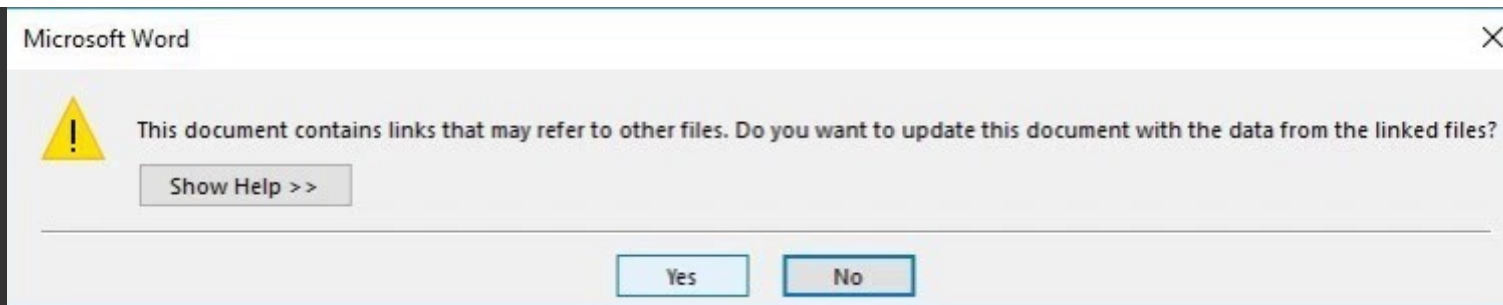 Microsoft Word
This document contains links that may refer to other files. Do you want to update this document with the data from the linked files?
Show Help >>
Yes
No